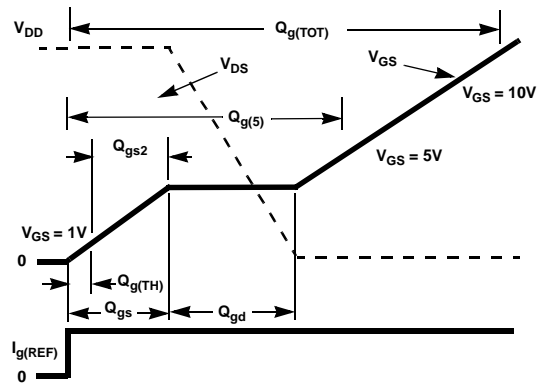 V_DD
Q_g(TOT)
V_DS
V_GS
V_GS = 10V
Q_g(5)
Q_gs2
V_GS = 5V
V_GS = 1V
0
Q_g(TH)
Q_gs
Q_gd
I_g(REF)
0